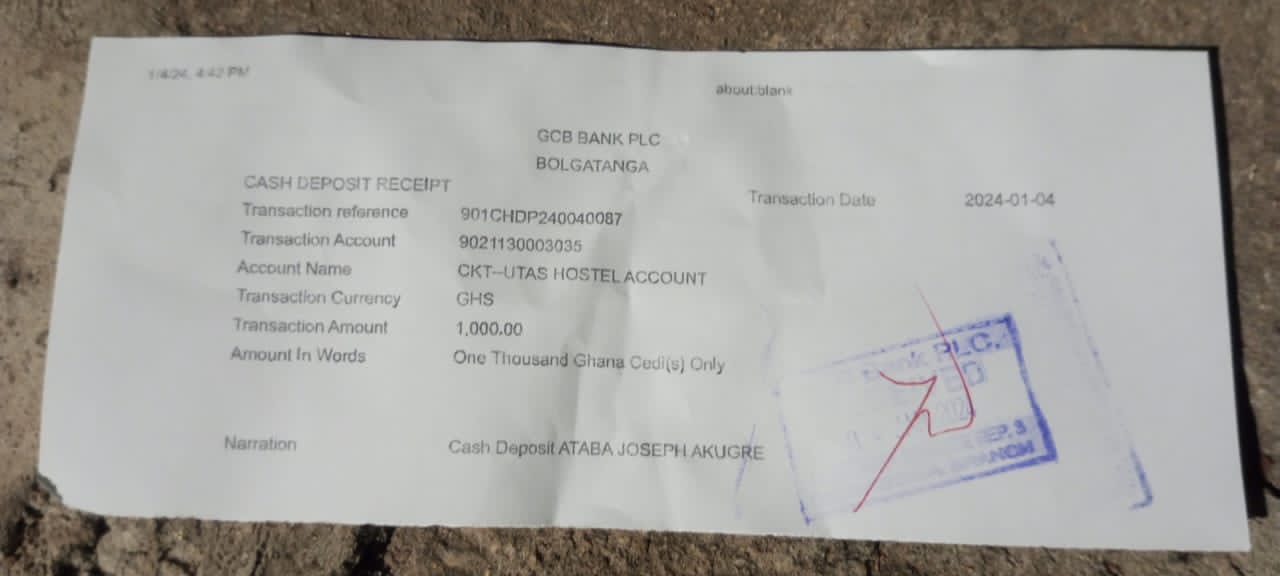 1/4/24, 4:42 PM
about:blank
GCB BANK PLC
BOLGATANGA
CASH DEPOSIT RECEIPT
Transaction Date 2024-01-04
Transaction reference 901CHDP240040087
Transaction Account 9021130003035
Account Name CKT--UTAS HOSTEL ACCOUNT
Transaction Currency GHS
Transaction Amount 1,000.00
Amount In Words One Thousand Ghana Cedi(s) Only
Narration Cash Deposit ATABA JOSEPH AKUGRE
PLC.
2024